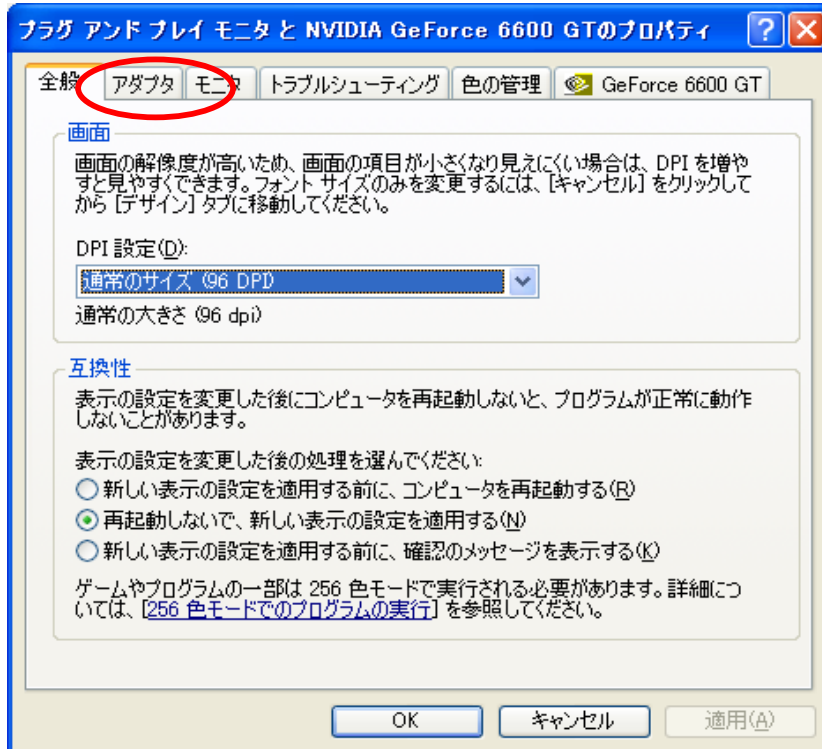 プラグ アンド プレイ モニタ と NVIDIA GeForce 6600 GTのプロパティ
全般 アダプタ モニタ トラブルシューティング 色の管理 GeForce 6600 GT
画面
画面の解像度が高いため、画面の項目が小さくなり見えにくい場合は、DPI を増や
すと見やすくできます。フォント サイズのみを変更するには、[キャンセル] をクリックして
から [デザイン] タブに移動してください。
DPI 設定(D):
通常のサイズ (96 DPI)
通常の大きさ (96 dpi)
互換性
表示の設定を変更した後にコンピュータを再起動しないと、プログラムが正常に動作
しないことがあります。
表示の設定を変更した後の処理を選んでください:
新しい表示の設定を適用する前に、コンピュータを再起動する(R)
再起動しないで、新しい表示の設定を適用する(N)
新しい表示の設定を適用する前に、確認のメッセージを表示する(K)
ゲームやプログラムの一部は 256 色モードで実行される必要があります。詳細につ
いては、[256 色モードでのプログラムの実行] を参照してください。
OK キャンセル 適用(A)